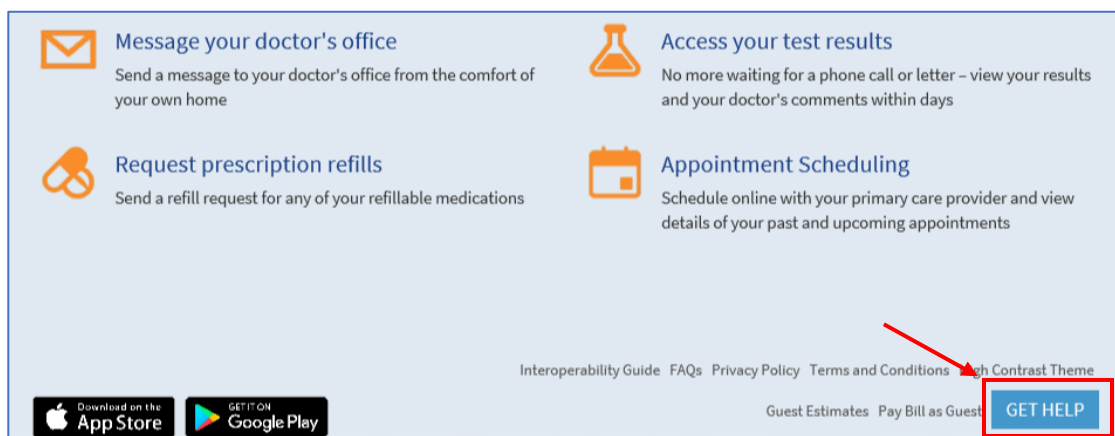 Message your doctor's office
Send a message to your doctor's office from the comfort of
your own home
Access your test results
No more waiting for a phone call or letter – view your results
and your doctor's comments within days
Request prescription refills
Send a refill request for any of your refillable medications
Appointment Scheduling
Schedule online with your primary care provider and view
details of your past and upcoming appointments
Interoperability Guide FAQs Privacy Policy Terms and Conditions High Contrast Theme
Download on the
App Store
GET IT ON
Google Play
Guest Estimates Pay Bill as Guest GET HELP